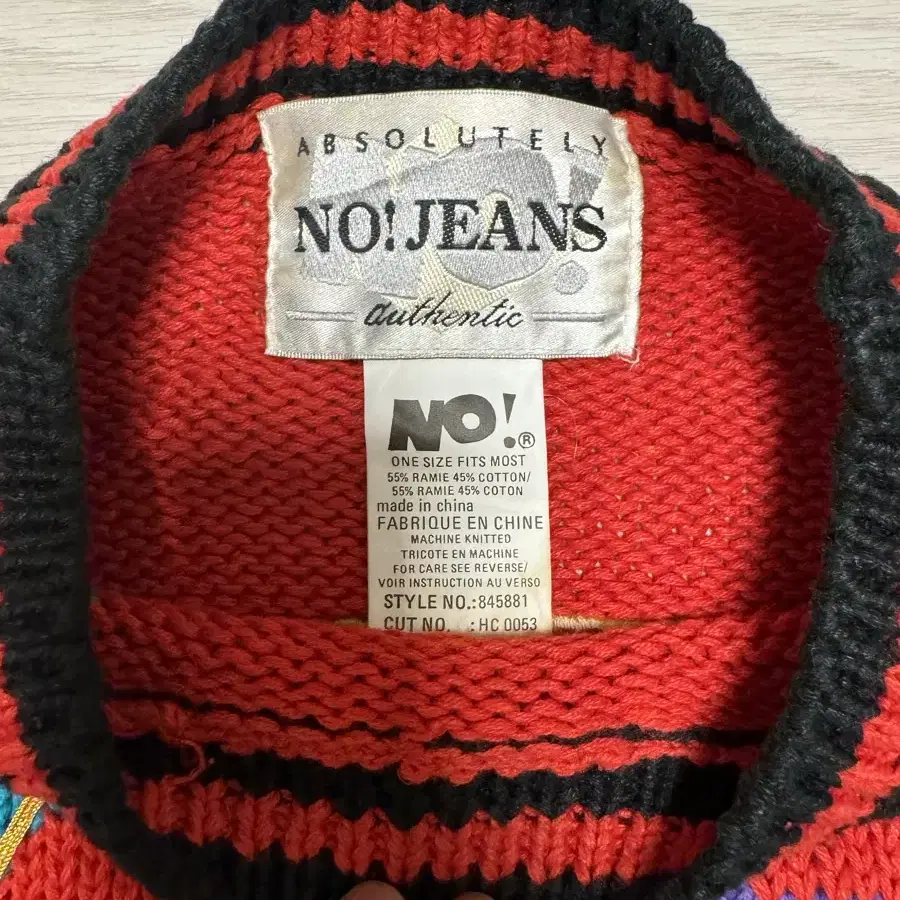 ABSOLUTELY
NO! JEANS
authentic
NO!®
ONE SIZE FITS MOST
55% RAMIE 45% COTTON/
55% RAMIE 45% COTON
made in china
FABRIQUE EN CHINE
MACHINE KNITTED
TRICOTE EN MACHINE
FOR CARE SEE REVERSE/
VOIR INSTRUCTION AU VERSO
STYLE NO.:845881
CUT NO. :HC 0053